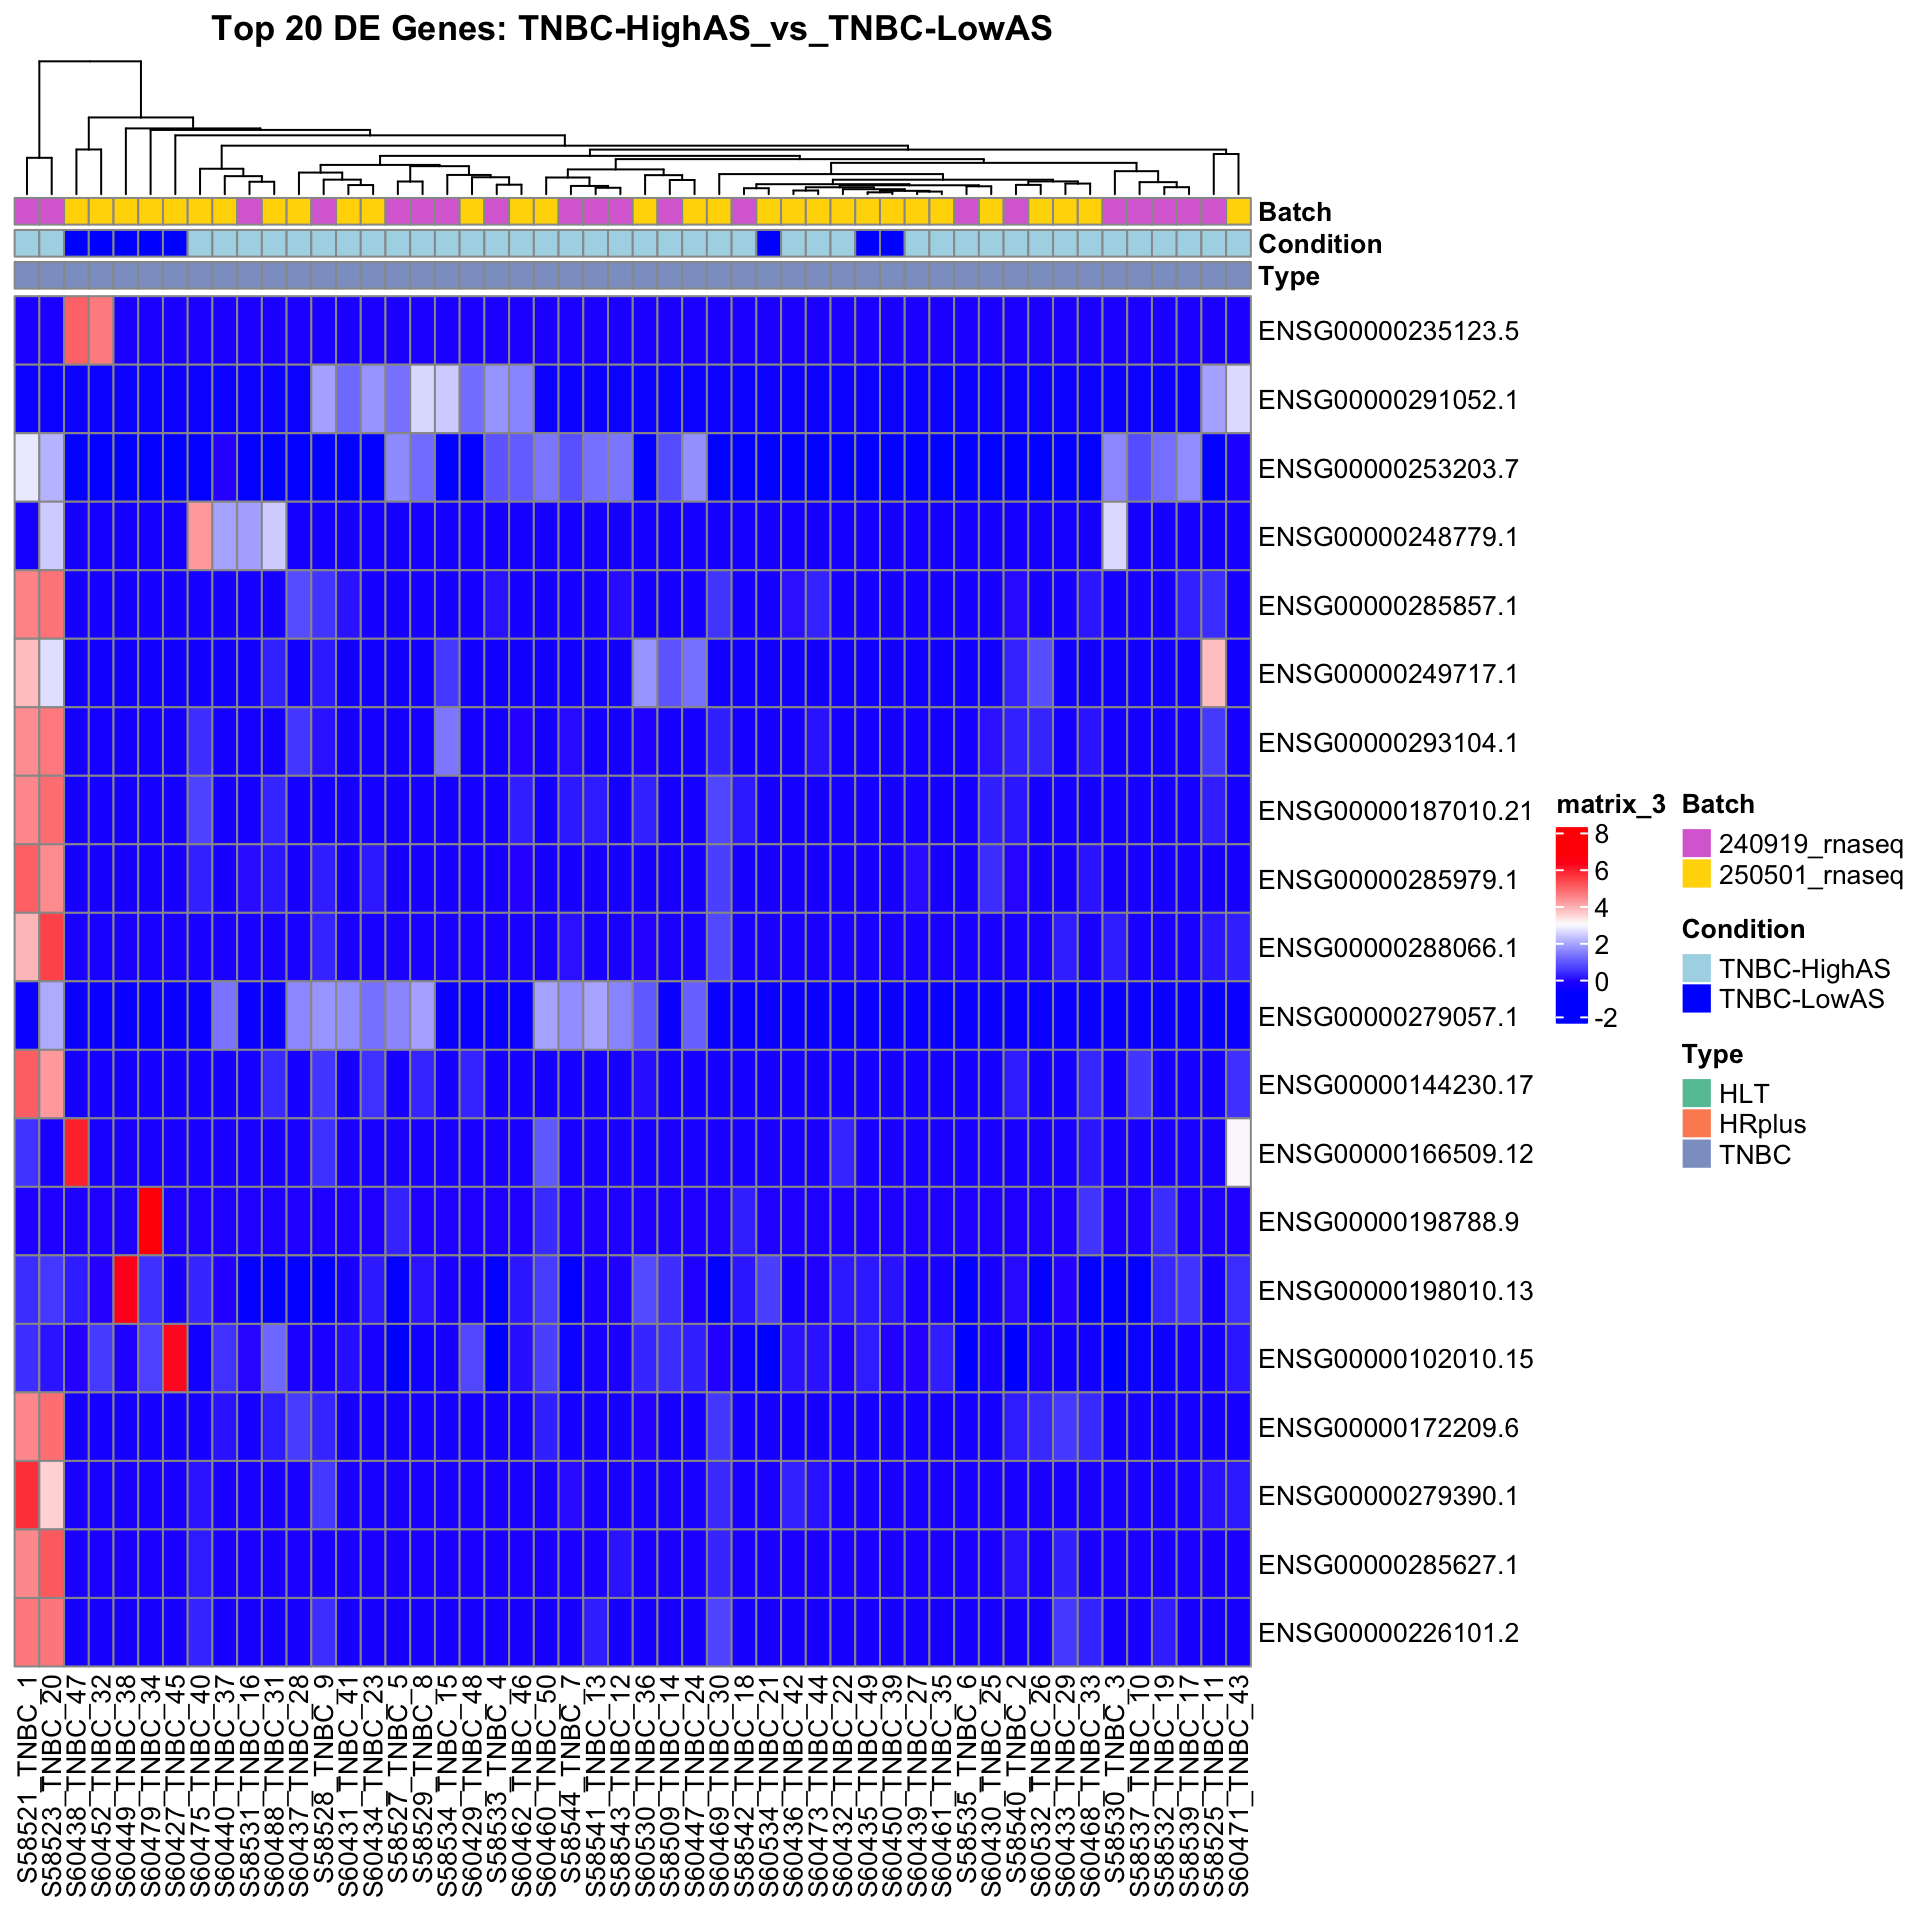 Top 20 DE Genes: TNBC-HighAS_vs_TNBC-LowAS
Batch
Condition
Type
ENSG00000235123.5
ENSG00000291052.1
ENSG00000253203.7
ENSG00000248779.1
ENSG00000285857.1
ENSG00000249717.1
ENSG00000293104.1
ENSG00000187010.21
ENSG00000285979.1
ENSG00000288066.1
ENSG00000279057.1
ENSG00000144230.17
ENSG00000166509.12
ENSG00000198788.9
ENSG00000198010.13
ENSG00000102010.15
ENSG00000172209.6
ENSG00000279390.1
ENSG00000285627.1
ENSG00000226101.2
S58521_TNBC_1
S58523_TNBC_20
S60438_TNBC_47
S60452_TNBC_32
S60449_TNBC_38
S60479_TNBC_34
S60427_TNBC_45
S60475_TNBC_40
S60440_TNBC_37
S58531_TNBC_16
S60488_TNBC_31
S60437_TNBC_28
S58528_TNBC_9
S60431_TNBC_41
S60434_TNBC_23
S58527_TNBC_5
S58529_TNBC_8
S58534_TNBC_15
S60429_TNBC_48
S58533_TNBC_4
S60462_TNBC_46
S60460_TNBC_50
S58544_TNBC_7
S58541_TNBC_13
S58543_TNBC_12
S60530_TNBC_36
S58509_TNBC_14
S60447_TNBC_24
S60469_TNBC_30
S58542_TNBC_18
S60534_TNBC_21
S60436_TNBC_42
S60473_TNBC_44
S60432_TNBC_22
S60435_TNBC_49
S60450_TNBC_39
S60439_TNBC_27
S60461_TNBC_35
S58535_TNBC_6
S60430_TNBC_25
S58540_TNBC_2
S60532_TNBC_26
S60433_TNBC_29
S60468_TNBC_33
S58530_TNBC_3
S58537_TNBC_10
S58532_TNBC_19
S58539_TNBC_17
S58525_TNBC_11
S60471_TNBC_43
matrix_3
8
6
4
2
0
-2
Batch
240919_rnaseq
250501_rnaseq
Condition
TNBC-HighAS
TNBC-LowAS
Type
HLT
HRplus
TNBC